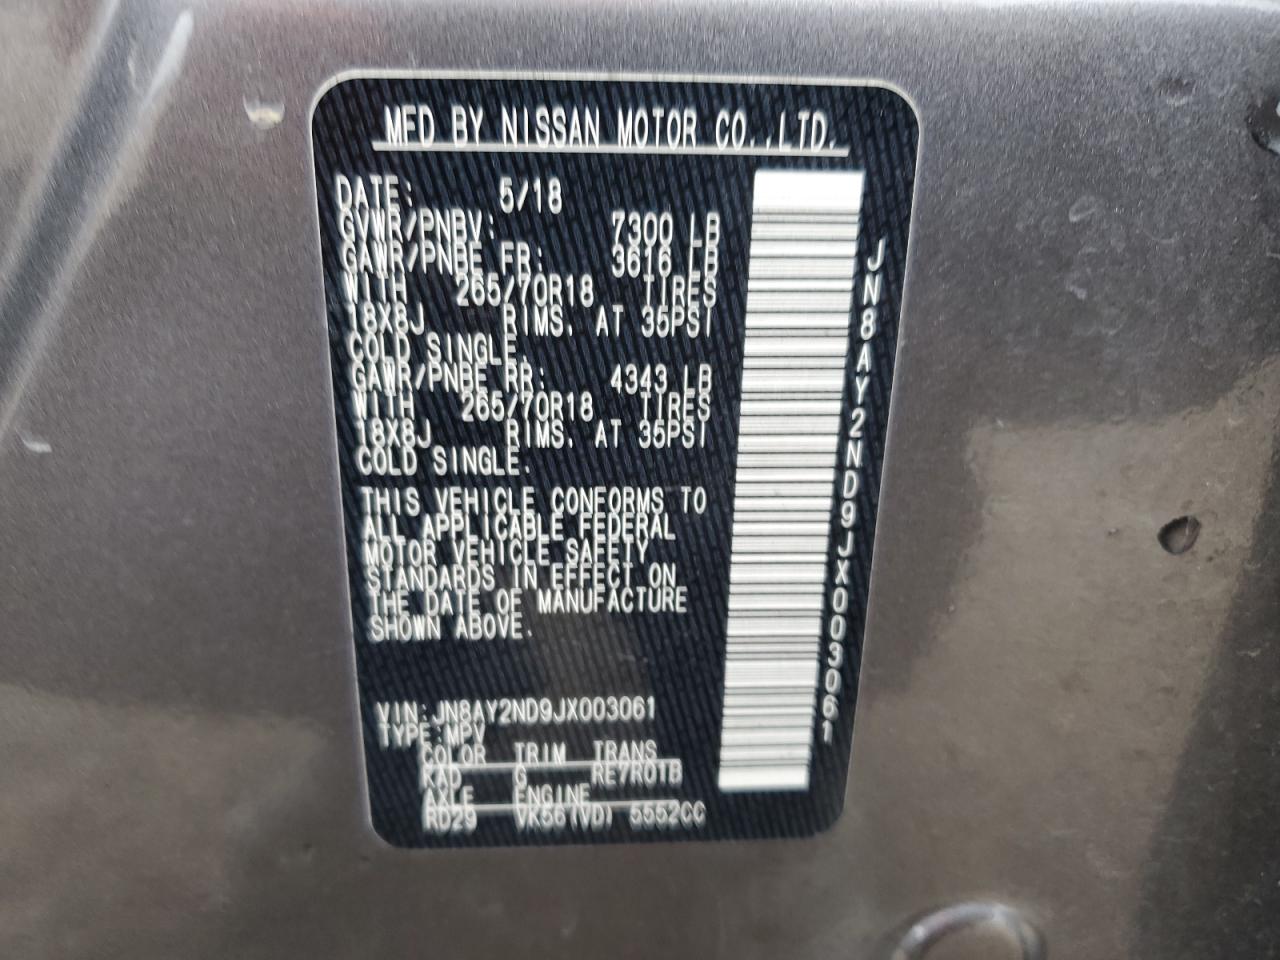 MFD BY NISSAN MOTOR CO.,LTD.
DATE: 5/18
GVWR/PNBV: 7300 LB
GAWR/PNBE FR: 3616 LB
WITH 265/70R18 TIRES
18X8J RIMS. AT 35PSI
COLD SINGLE.
GAWR/PNBE RR: 4343 LB
WITH 265/70R18 TIRES
18X8J RIMS. AT 35PSI
COLD SINGLE.
THIS VEHICLE CONFORMS TO
ALL APPLICABLE FEDERAL
MOTOR VEHICLE SAFETY
STANDARDS IN EFFECT ON
THE DATE OF MANUFACTURE
SHOWN ABOVE.
VIN:JN8AY2ND9JX003061
TYPE:MPV
COLOR TRIM TRANS
KAD G RE7R01B
AXLE ENGINE
RD29 VK56(VD) 5552CC
JN8AY2ND9JX003061